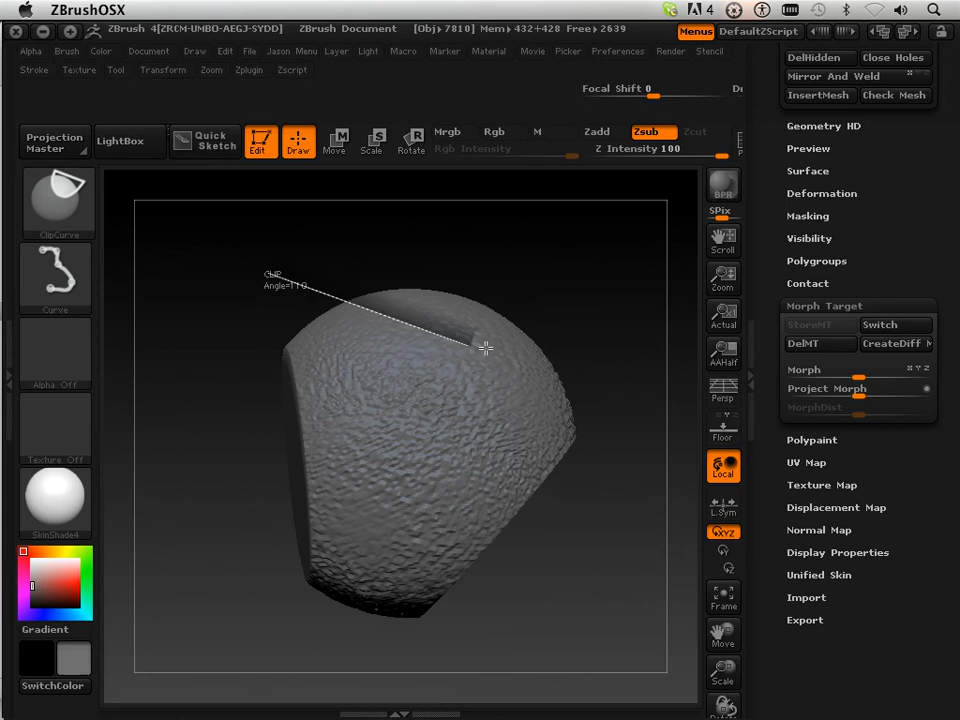 ZBrushOSX
4
ZBrush 4[ZRCM-UMBO-AEGJ-SYDD] ZBrush Document [Obj>7810] Mem>432+428 Free>2639 Menus DefaultZScript
Alpha Brush Color Document Draw Edit File Jason Menu Layer Light Macro Marker Material Movie Picker Preferences Render Stencil
Stroke Texture Tool Transform Zoom Zplugin Zscript
Focal Shift 0
Projection Master
LightBox
Quick Sketch
Edit
Draw
Move
Scale
Rotate
Mrgb Rgb M
Rgb Intensity
Zadd Zsub Zcut
Z Intensity 100
ClipCurve
Curve
Alpha Off
Texture Off
SkinShade4
Gradient
SwitchColor
CLIP
Angle=110
BPR
SPix
Scroll
Zoom
Actual
AAHalf
Persp
Floor
Local
L.Sym
XYZ
Frame
Move
Scale
DelHidden Close Holes
Mirror And Weld
InsertMesh Check Mesh
Geometry HD
Preview
Surface
Deformation
Masking
Visibility
Polygroups
Contact
Morph Target
StoreMT Switch
DelMT CreateDiff M
Morph
Project Morph
MorphDist
Polypaint
UV Map
Texture Map
Displacement Map
Normal Map
Display Properties
Unified Skin
Import
Export